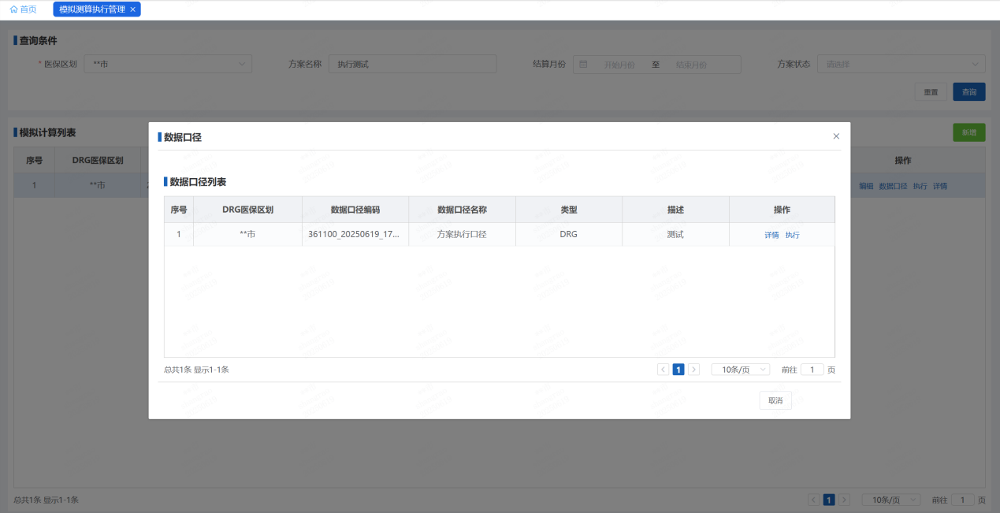 首页 模拟测算执行管理 ×
查询条件
* 医保区划 **市 方案名称 执行测试 结算月份 开始月份 至 结束月份 方案状态 请选择
重置 查询
模拟计算列表 新增
序号 DRG医保区划 操作
1 **市 编辑 数据口径 执行 详情
数据口径 ×
数据口径列表
序号 DRG医保区划 数据口径编码 数据口径名称 类型 描述 操作
1 **市 361100_20250619_17... 方案执行口径 DRG 测试 详情 执行
总共1条 显示1-1条 < 1 > 10条/页 前往 1 页
取消
总共1条 显示1-1条 < 1 > 10条/页 前往 1 页